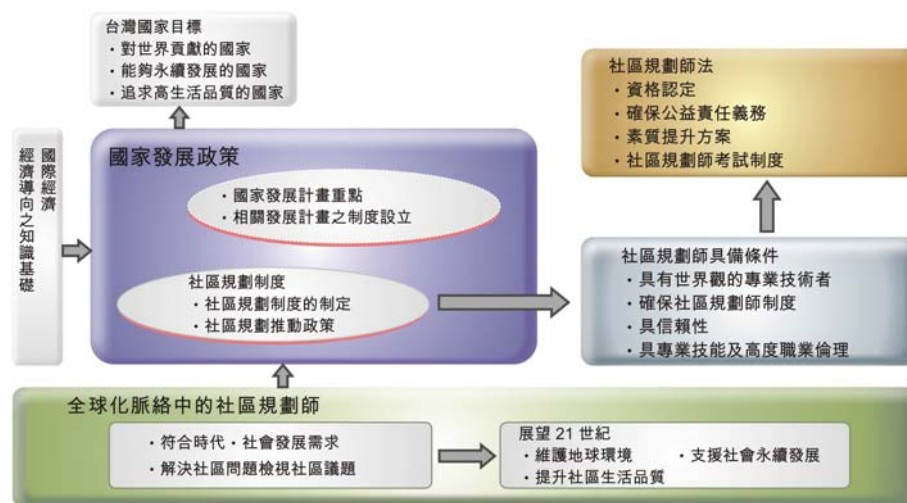 台灣國家目標
・對世界貢獻的國家
・能夠永續發展的國家
・追求高生活品質的國家
國際經濟
經濟導向之知識基礎
國家發展政策
・國家發展計畫重點
・相關發展計畫之制度設立
社區規劃制度
・社區規劃制度的制定
・社區規劃推動政策
社區規劃師法
・資格認定
・確保公益責任義務
・素質提升方案
・社區規劃師考試制度
社區規劃師具備條件
・具有世界觀的專業技術者
・確保社區規劃師制度
・具信賴性
・具專業技能及高度職業倫理
全球化脈絡中的社區規劃師
・符合時代・社會發展需求
・解決社區問題檢視社區議題
展望 21 世紀
・維護地球環境 ・支援社會永續發展
・提升社區生活品質